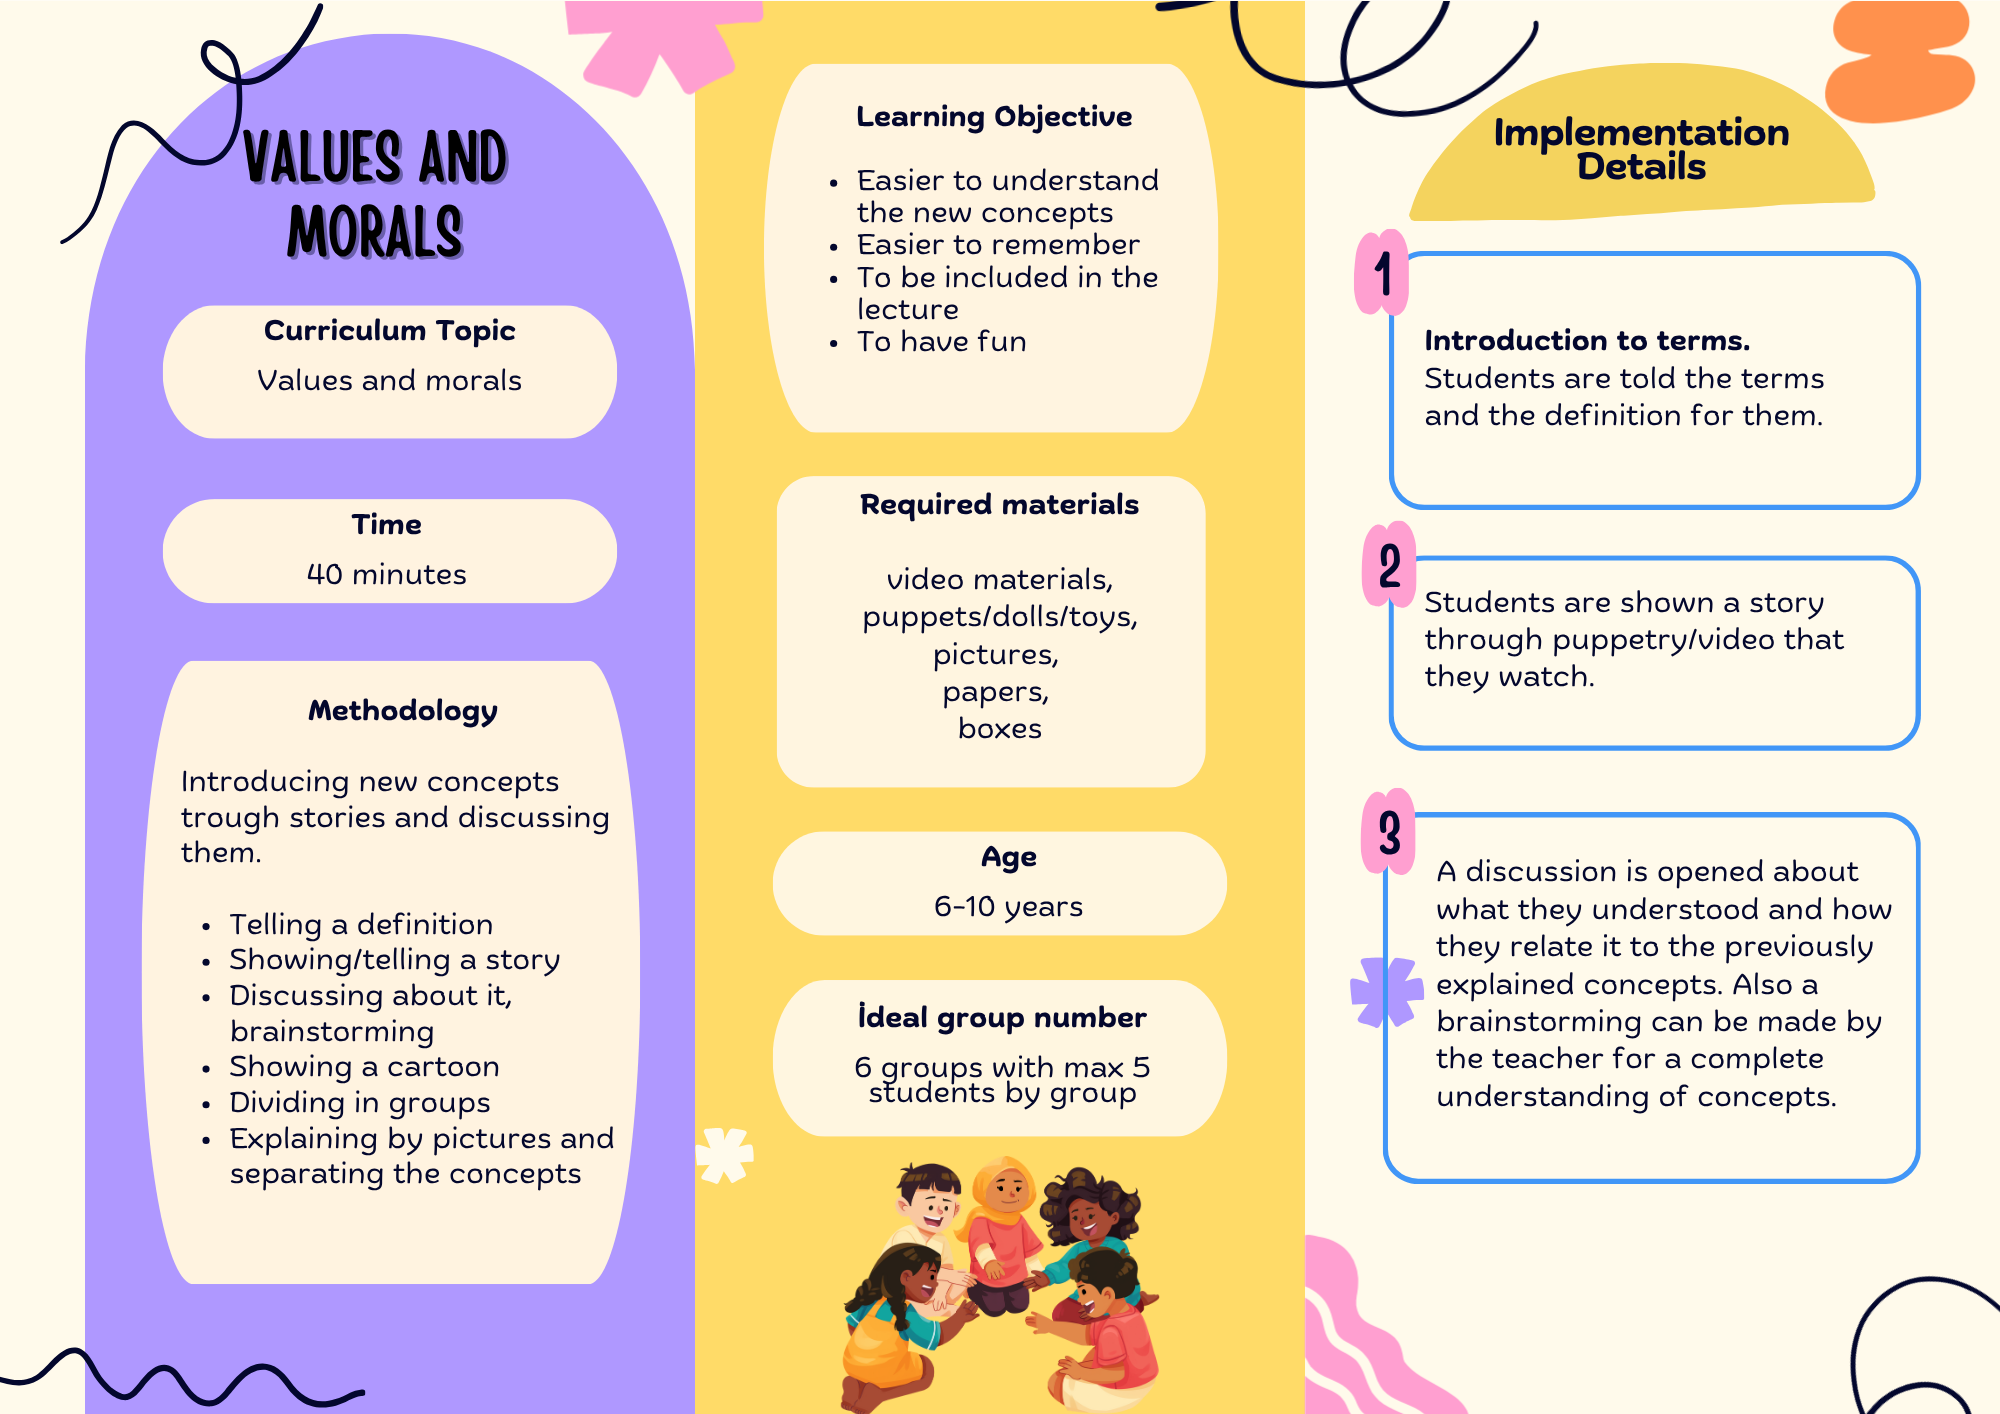 VALUES AND
MORALS
Curriculum Topic
Values and morals
Time
40 minutes
Methodology
Introducing new concepts
trough stories and discussing
them.
• Telling a definition
• Showing/telling a story
• Discussing about it,
brainstorming
• Showing a cartoon
• Dividing in groups
• Explaining by pictures and
separating the concepts
Learning Objective
• Easier to understand
the new concepts
• Easier to remember
• To be included in the
lecture
• To have fun
Required materials
video materials,
puppets/dolls/toys,
pictures,
papers,
boxes
Age
6-10 years
İdeal group number
6 groups with max 5
students by group
Implementation
Details
1
Introduction to terms.
Students are told the terms
and the definition for them.
2
Students are shown a story
through puppetry/video that
they watch.
3
A discussion is opened about
what they understood and how
they relate it to the previously
explained concepts. Also a
brainstorming can be made by
the teacher for a complete
understanding of concepts.